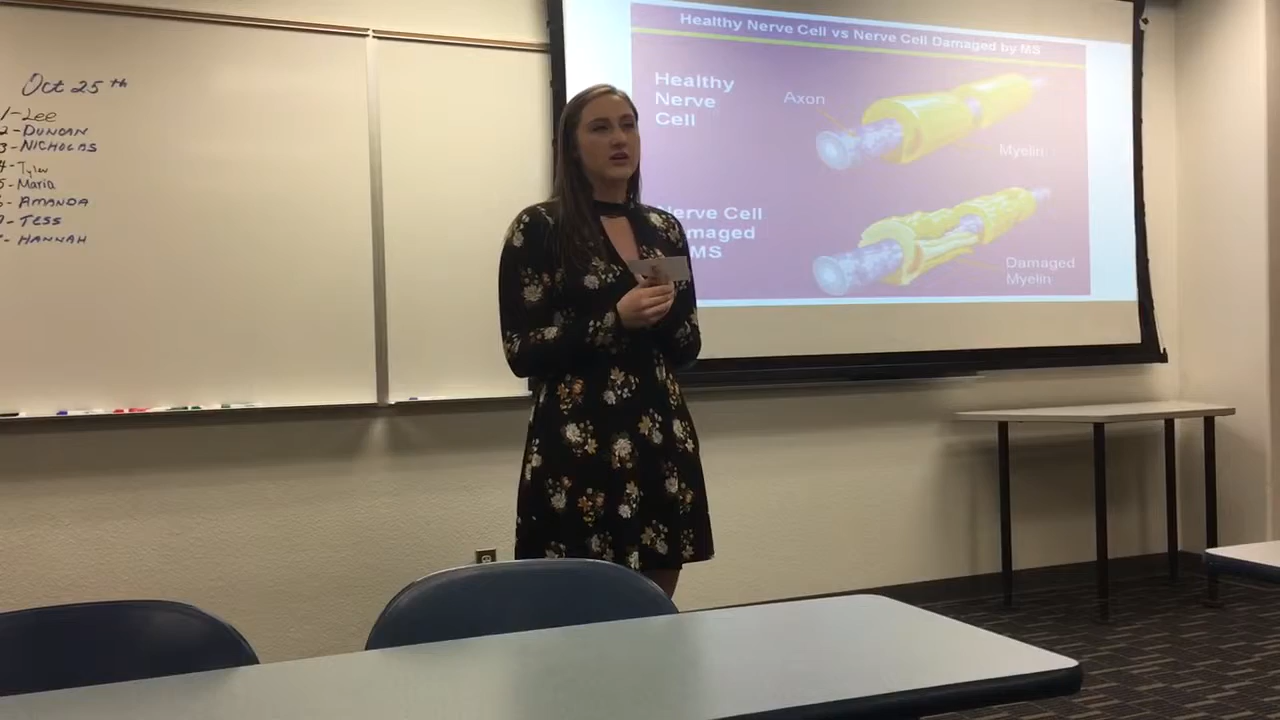 Oct 25th
1-Lee
2-DUNCAN
3-NICHOLAS
4-Tyler
5-Maria
6-AMANDA
7-TESS
-HANNAH
Healthy Nerve Cell vs Nerve Cell Damaged by MS
Healthy
Nerve
Cell
Axon
Myelin
Nerve Cell
maged
MS
Damaged
Myelin